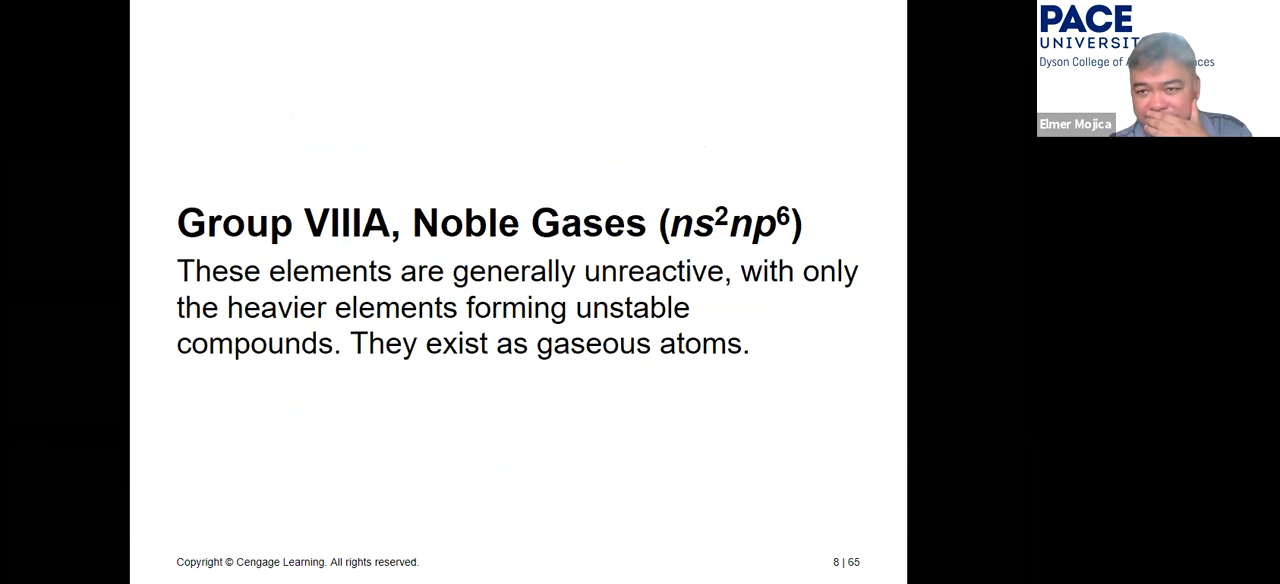 Group VIIIA, Noble Gases (ns²np⁶)
These elements are generally unreactive, with only
the heavier elements forming unstable
compounds. They exist as gaseous atoms.
Copyright © Cengage Learning. All rights reserved.
8 | 65
PACE
UNIVERSIT
Dyson College of
Elmer Mojica